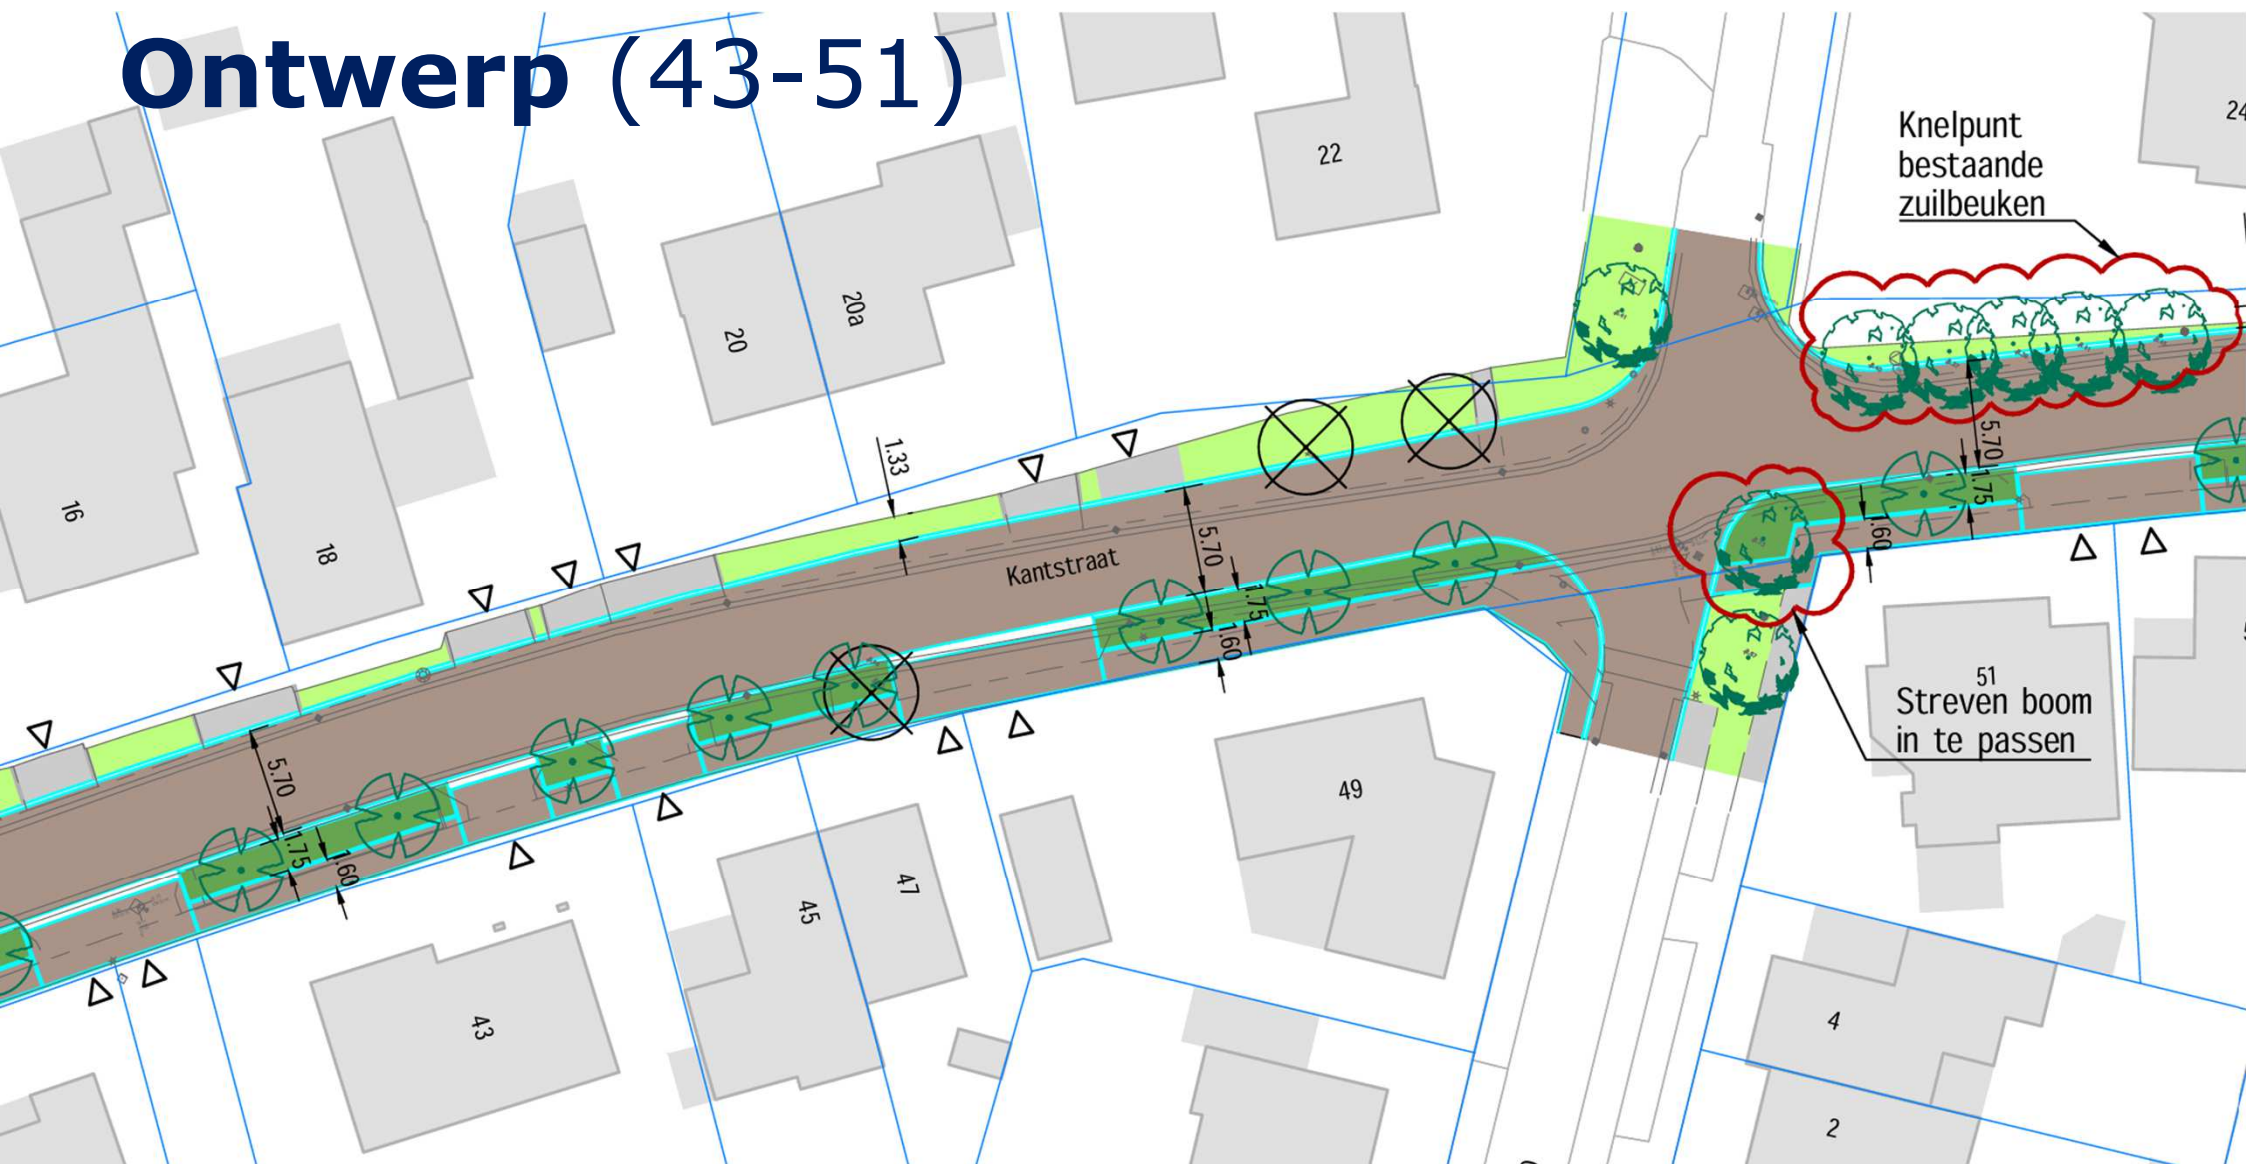 Ontwerp (43-51)
Knelpunt
bestaande
zuilbeuken
24
22
20a
20
16
18
1.33
Kantstraat
5.70
1.75
1.60
5.70
1.75
1.60
5.70
1.75
1.60
51
Streven boom
in te passen
49
47
45
43
4
2